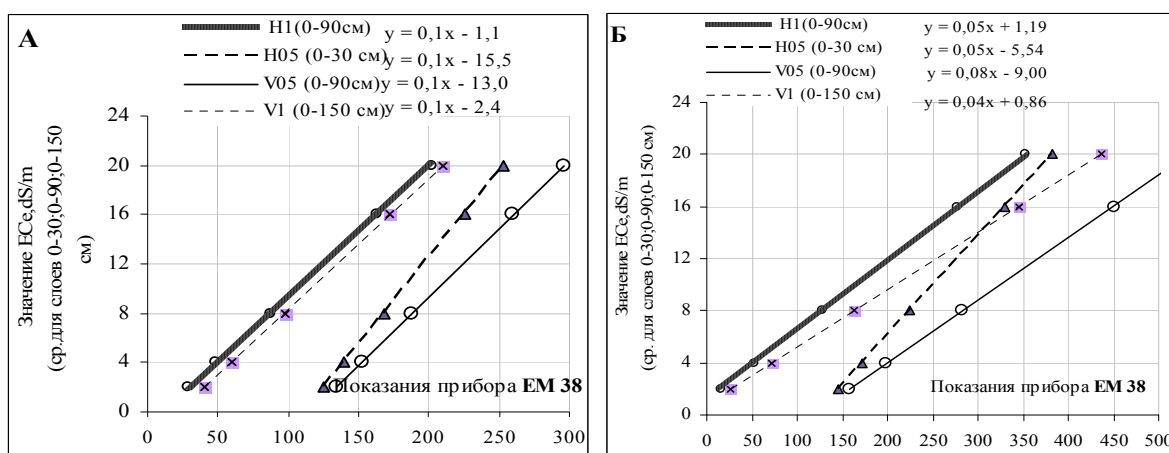 А
H1(0-90см) y = 0,1x - 1,1
H05 (0-30 см) y = 0,1x - 15,5
V05 (0-90см) y = 0,1x - 13,0
V1 (0-150 см) y = 0,1x - 2,4
Значение ECe,dS/m
(ср.для слоев 0-30;0-90;0-150
см)
24
20
16
12
8
4
0
Показания прибора EM 38
0 50 100 150 200 250 300
Б
H1 (0-90см) y = 0,05x + 1,19
H05 (0-30 см) y = 0,05x - 5,54
V05 (0-90см) y = 0,08x - 9,00
V1 (0-150 см) y = 0,04x + 0,86
Значение ECe,dS/m
(ср. для слоев 0-30;0-90;0-150 см)
24
20
16
12
8
4
0
Показания прибора EM 38
0 50 100 150 200 250 300 350 400 450 500